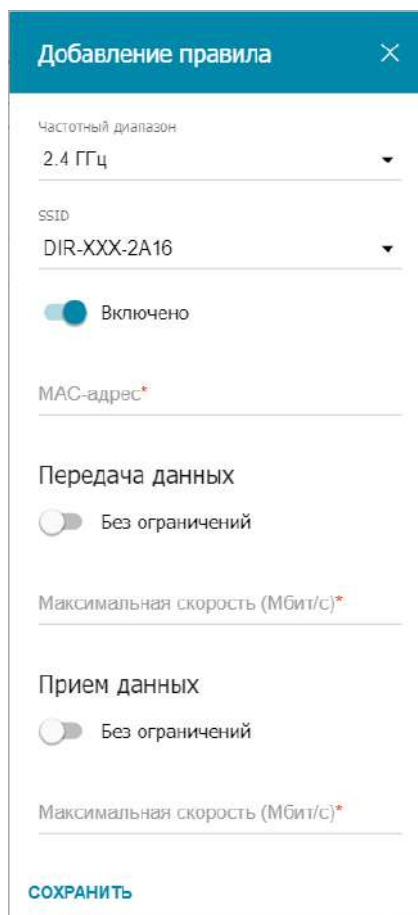 Добавление правила
Частотный диапазон
2.4 ГГц
SSID
DIR-XXX-2A16
Включено
MAC-адрес*
Передача данных
Без ограничений
Максимальная скорость (Мбит/с)*
Прием данных
Без ограничений
Максимальная скорость (Мбит/с)*
СОХРАНИТЬ